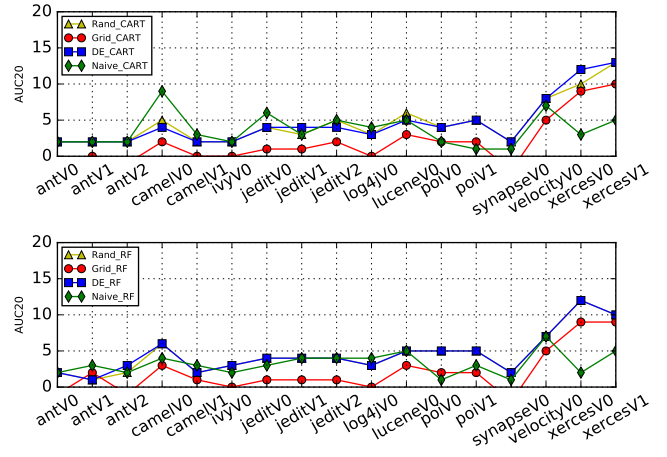 20
15
10
5
0
AUC20
Rand_CART
Grid_CART
DE_CART
Naive_CART
antV0
antV1
antV2
camelV0
camelV1
ivyV0
jeditV0
jeditV1
jeditV2
log4jV0
luceneV0
poiV0
poiV1
synapseV0
velocityV0
xercesV0
xercesV1
20
15
10
5
0
AUC20
Rand_RF
Grid_RF
DE_RF
Naive_RF
antV0
antV1
antV2
camelV0
camelV1
ivyV0
jeditV0
jeditV1
jeditV2
log4jV0
luceneV0
poiV0
poiV1
synapseV0
velocityV0
xercesV0
xercesV1